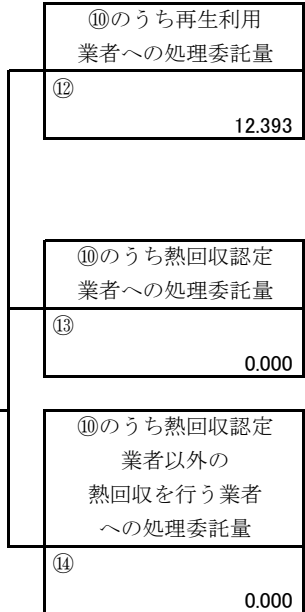 ⑩のうち再生利用
業者への処理委託量
⑫
12.393
⑩のうち熱回収認定
業者への処理委託量
⑬
0.000
⑩のうち熱回収認定
業者以外の
熱回収を行う業者
への処理委託量
⑭
0.000